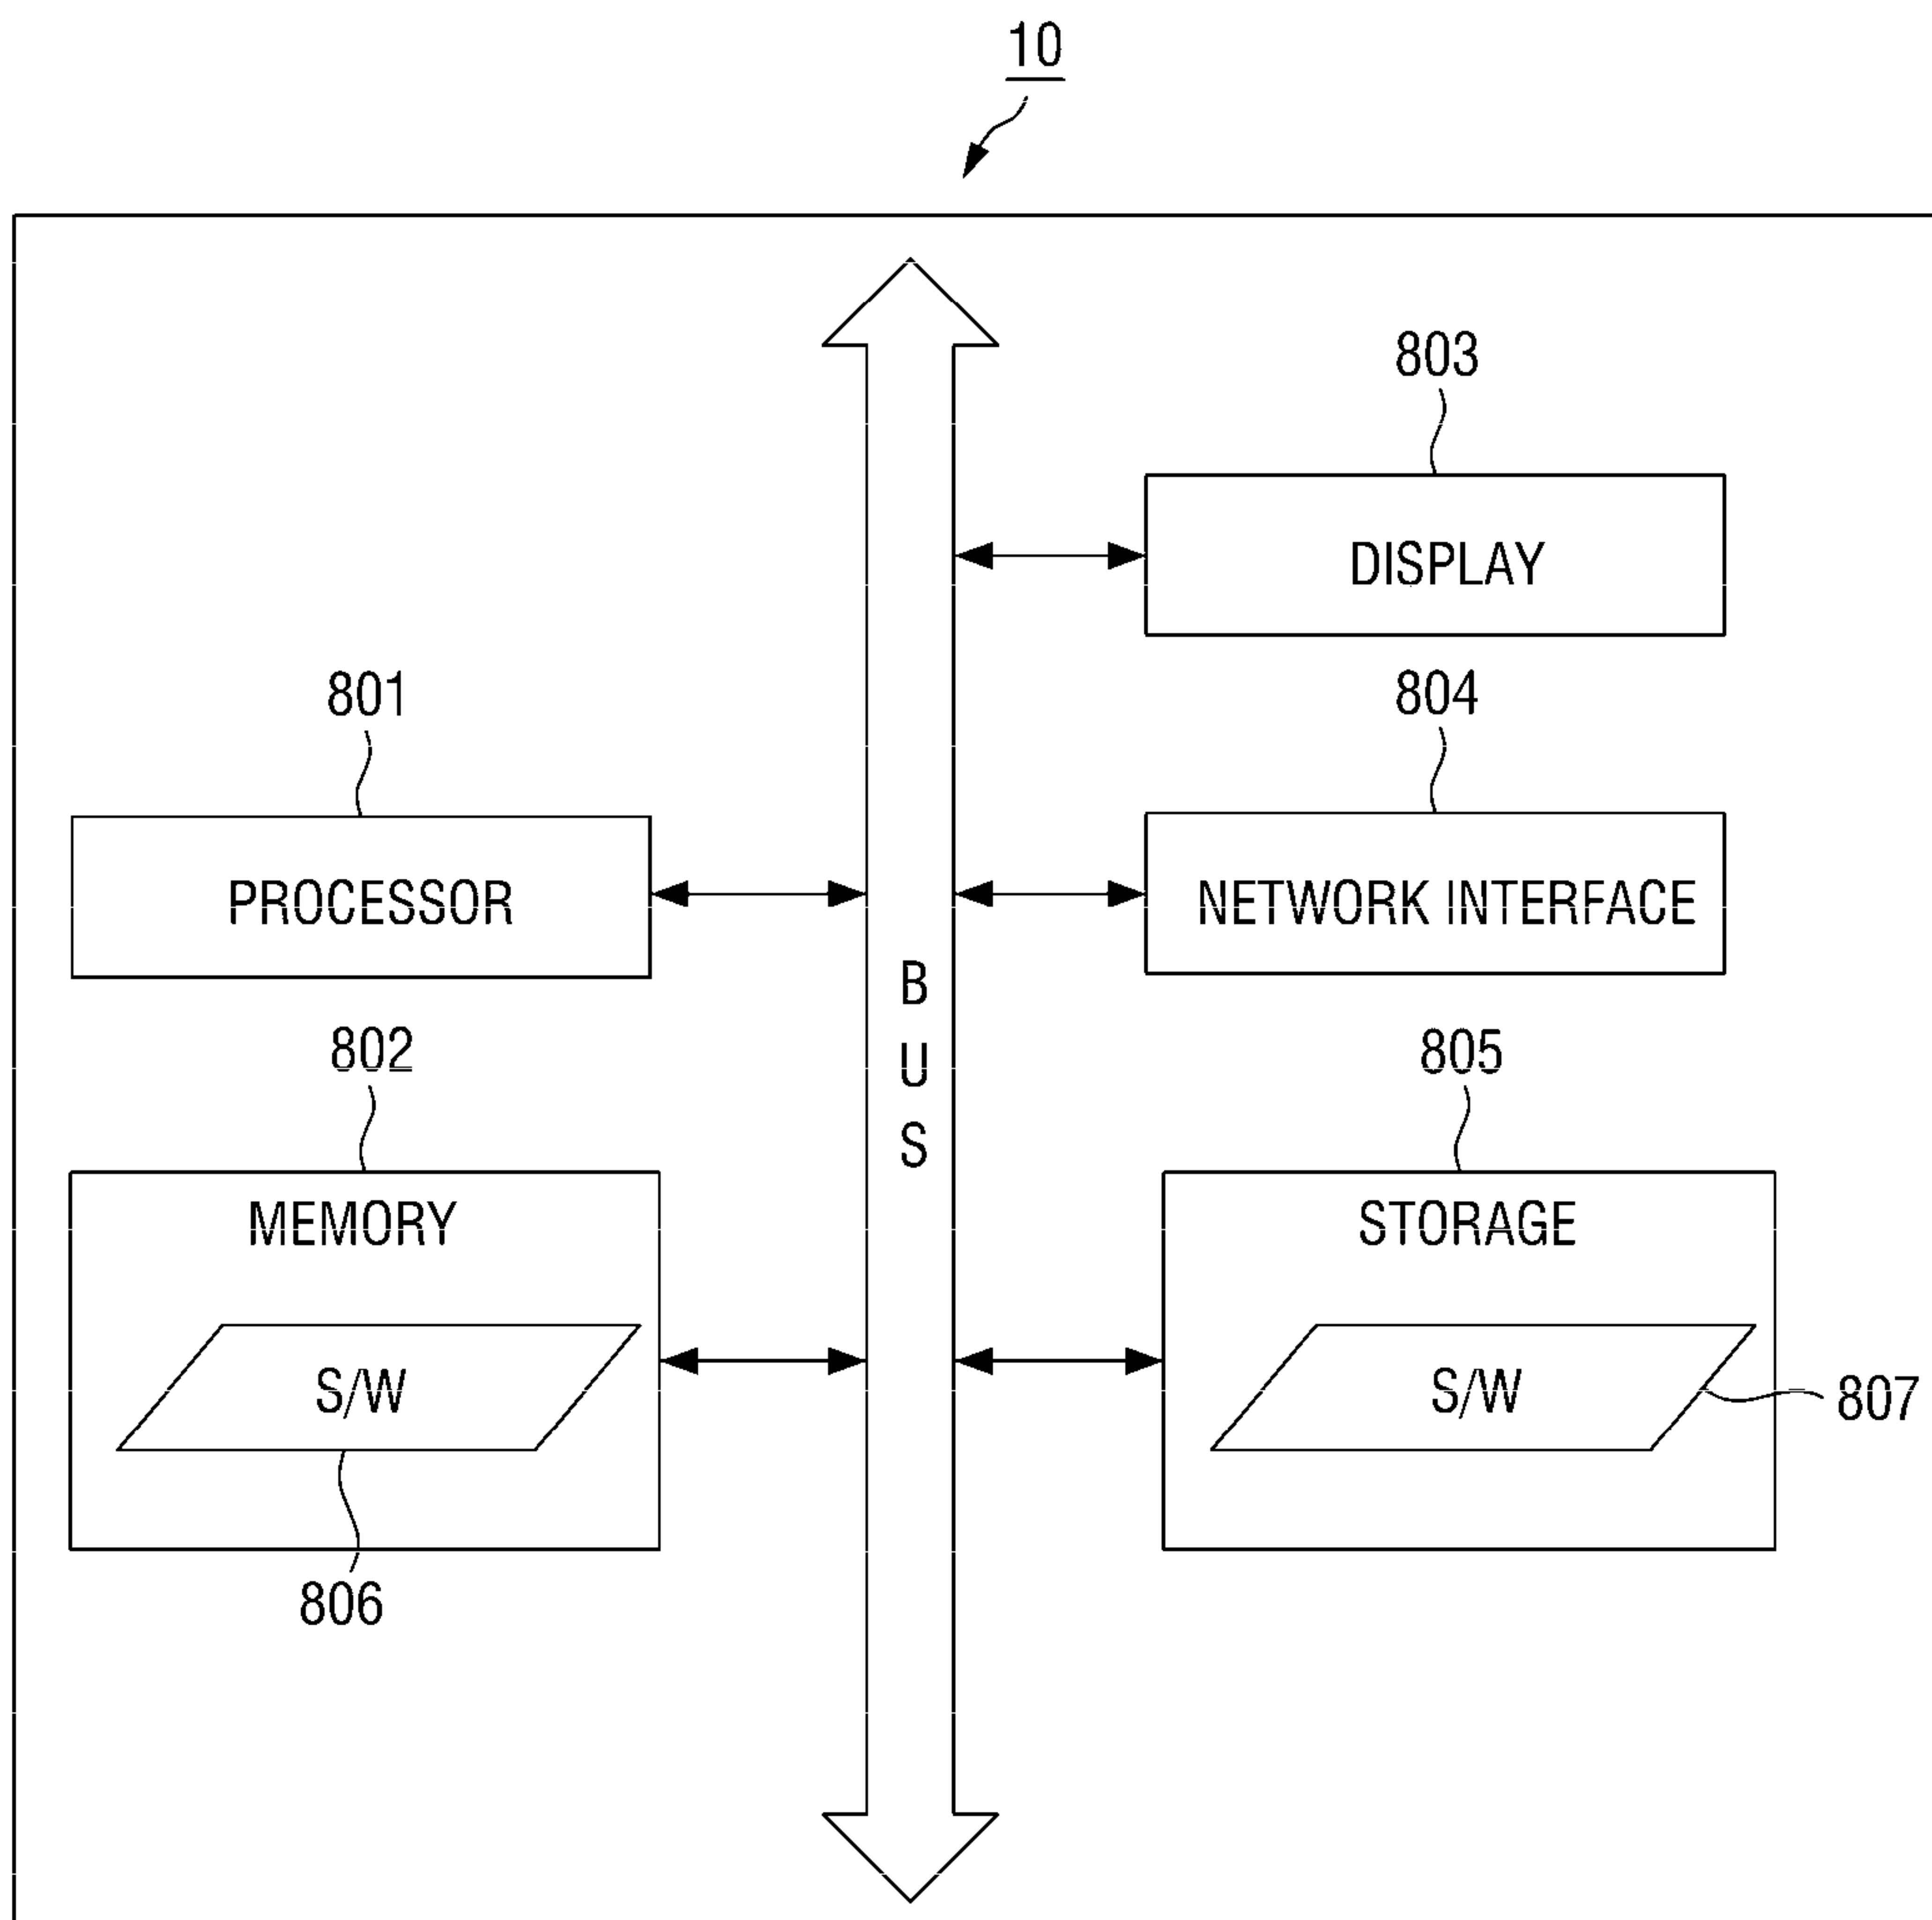 10
803
DISPLAY
801
804
PROCESSOR
NETWORK INTERFACE
B
U
S
802
805
MEMORY
STORAGE
S/W
S/W
807
806